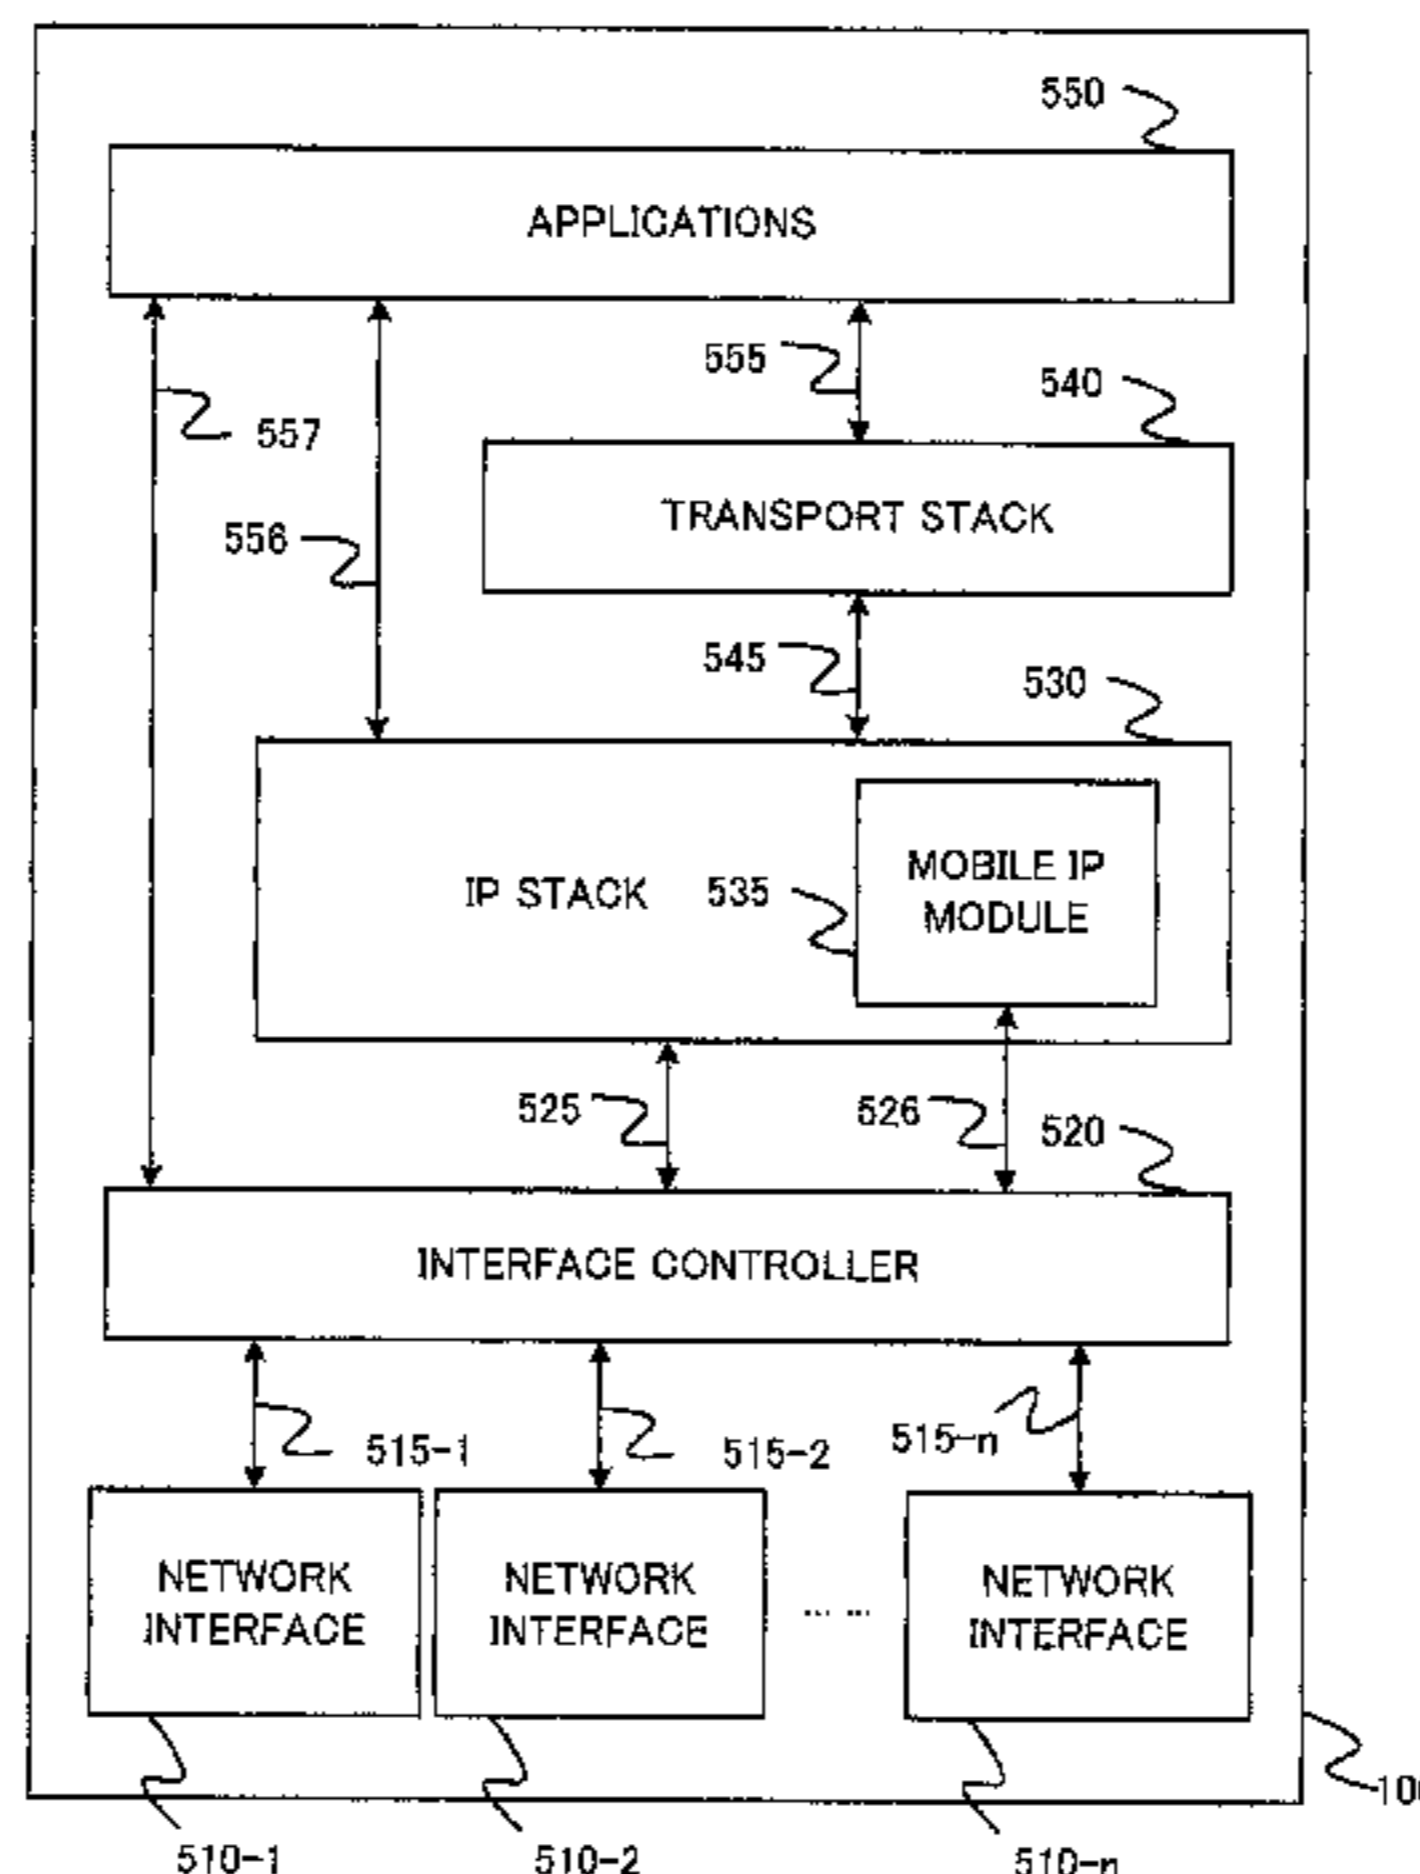 550
APPLICATIONS
555
540
557
TRANSPORT STACK
556
545
530
MOBILE IP
MODULE
IP STACK
535
525
526
520
INTERFACE CONTROLLER
515-1
515-2
515-n
NETWORK
INTERFACE
NETWORK
INTERFACE
......
NETWORK
INTERFACE
510-1
510-2
510-n